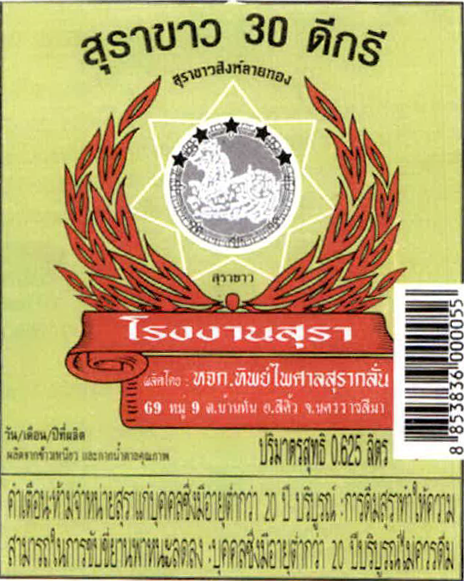 สุราขาว 30 ดีกรี
สุราขาวสิงห์ลายทอง
สุราขาว
โรงงานสุรา
ผลิตโดย : หจก.ทิพย์ไพศาลสุรากลั่น
69 หมู่ 9 ต.บ้านหัน อ.สีคิ้ว จ.นครราชสีมา
วัน/เดือน/ปีที่ผลิต
ผลิตจากข้าวเหนียว และกากน้ำตาลคุณภาพ
ปริมาตรสุทธิ 0.625 ลิตร
8 853836 000055
คำเตือน:ห้ามจำหน่ายสุราแก่บุคคลซึ่งมีอายุต่ำกว่า 20 ปี บริบูรณ์ :การดื่มสุราทำให้ความ
สามารถในการขับขี่ยานพาหนะลดลง :บุคคลซึ่งมีอายุต่ำกว่า 20 ปีบริบูรณ์ไม่ควรดื่ม